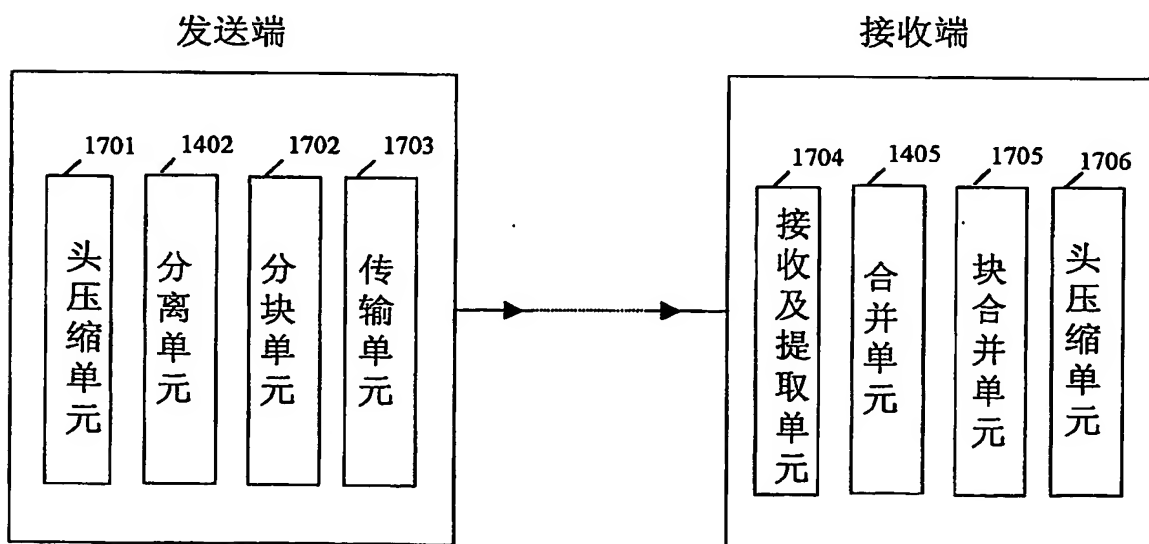 发送端
接收端
1701
1402
1702
1703
头压缩单元
分离单元
分块单元
传输单元
1704
1405
1705
1706
接收及提取单元
合并单元
块合并单元
头压缩单元